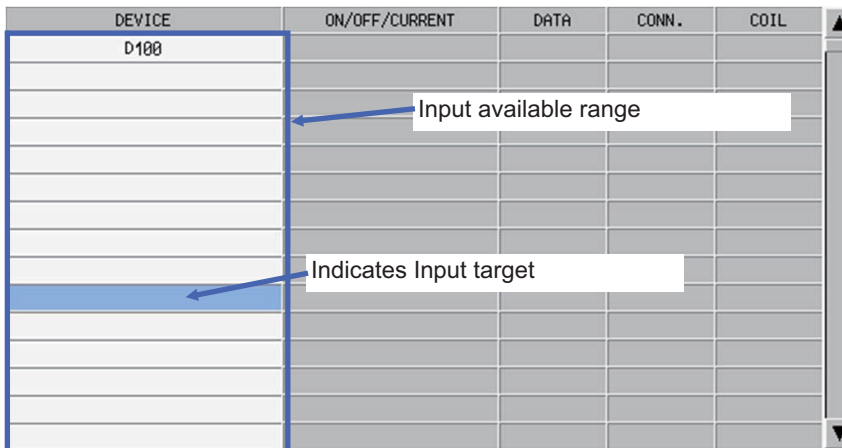 DEVICE ON/OFF/CURRENT DATA CONN. COIL
D100
Input available range
Indicates Input target